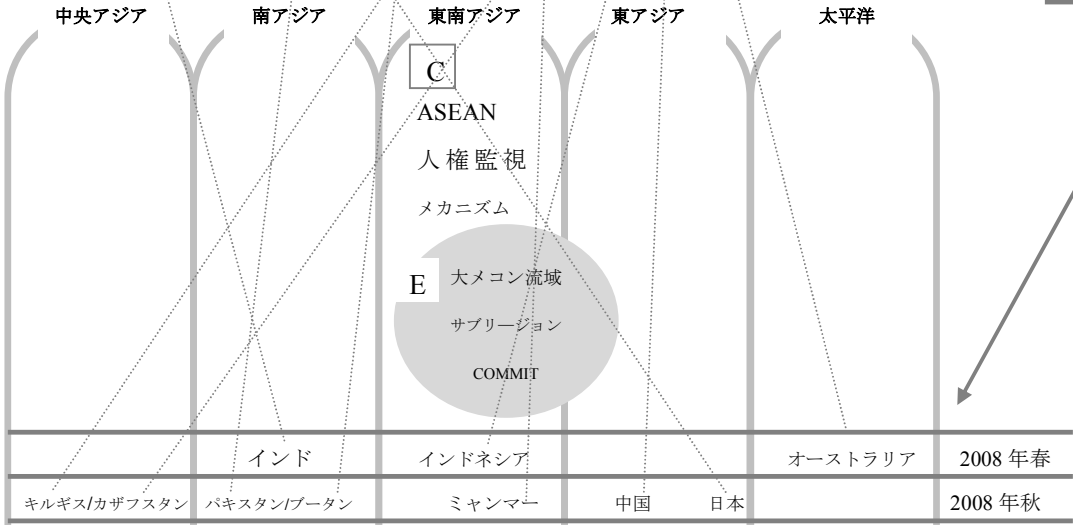 中央アジア 南アジア 東南アジア 東アジア 太平洋
C
ASEAN
人権監視
メカニズム
E 大メコン流域
サブリージョン
COMMIT
インド インドネシア オーストラリア 2008 年春
キルギス/カザフスタン パキスタン/ブータン ミャンマー 中国 日本 2008 年秋